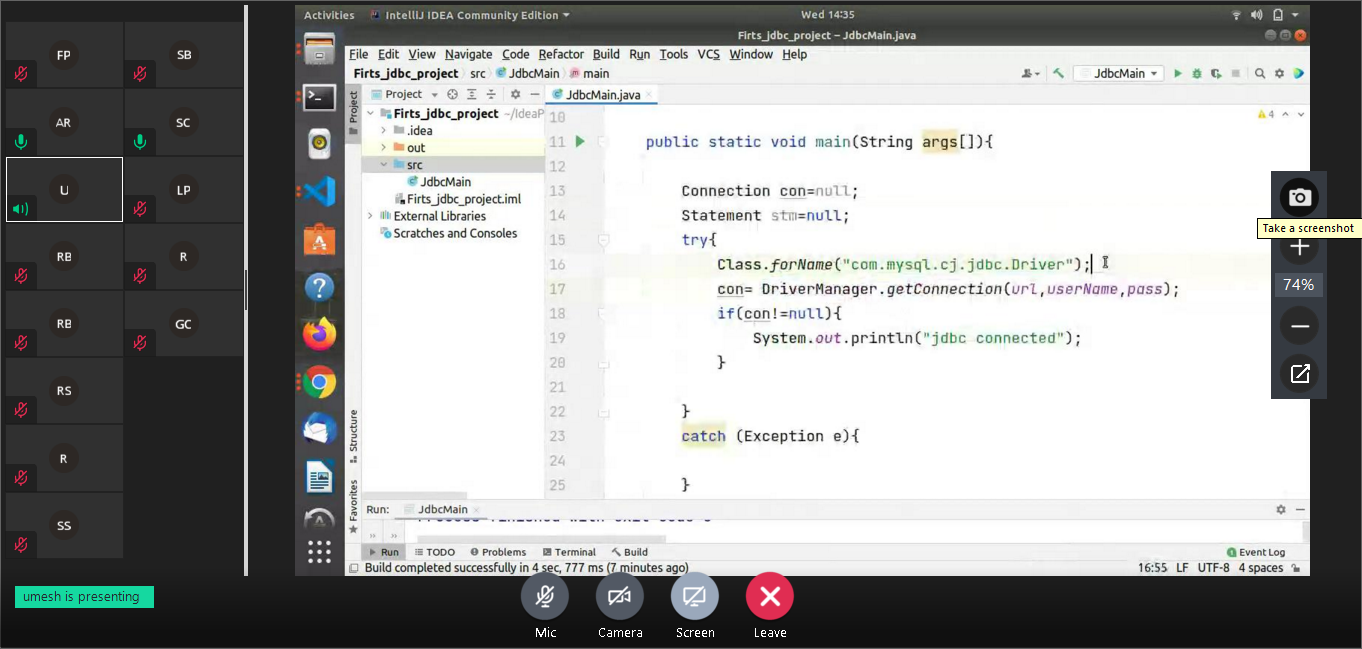 Activities IntelliJ IDEA Community Edition Wed 14:35
Firts_jdbc_project – JdbcMain.java
File Edit View Navigate Code Refactor Build Run Tools VCS Window Help
Firts_jdbc_project src JdbcMain main JdbcMain
Project JdbcMain.java
Project
Firts_jdbc_project ~/IdeaP
.idea
out
src
JdbcMain
Firts_jdbc_project.iml
External Libraries
Scratches and Consoles
Structure
Favorites
4
10
11 public static void main(String args[]){
12
13 Connection con=null;
14 Statement stm=null;
15 try{
16 Class.forName("com.mysql.cj.jdbc.Driver");
17 con= DriverManager.getConnection(url,userName,pass);
18 if(con!=null){
19 System.out.println("jdbc connected");
20 }
21
22 }
23 catch (Exception e){
24
25 }
Run: JdbcMain
Run TODO Problems Terminal Build 1 Event Log
Build completed successfully in 4 sec, 777 ms (7 minutes ago) 16:55 LF UTF-8 4 spaces
FP SB
AR SC
U LP
RB R
RB GC
RS
R
SS
umesh is presenting
Take a screenshot
74%
Mic Camera Screen Leave